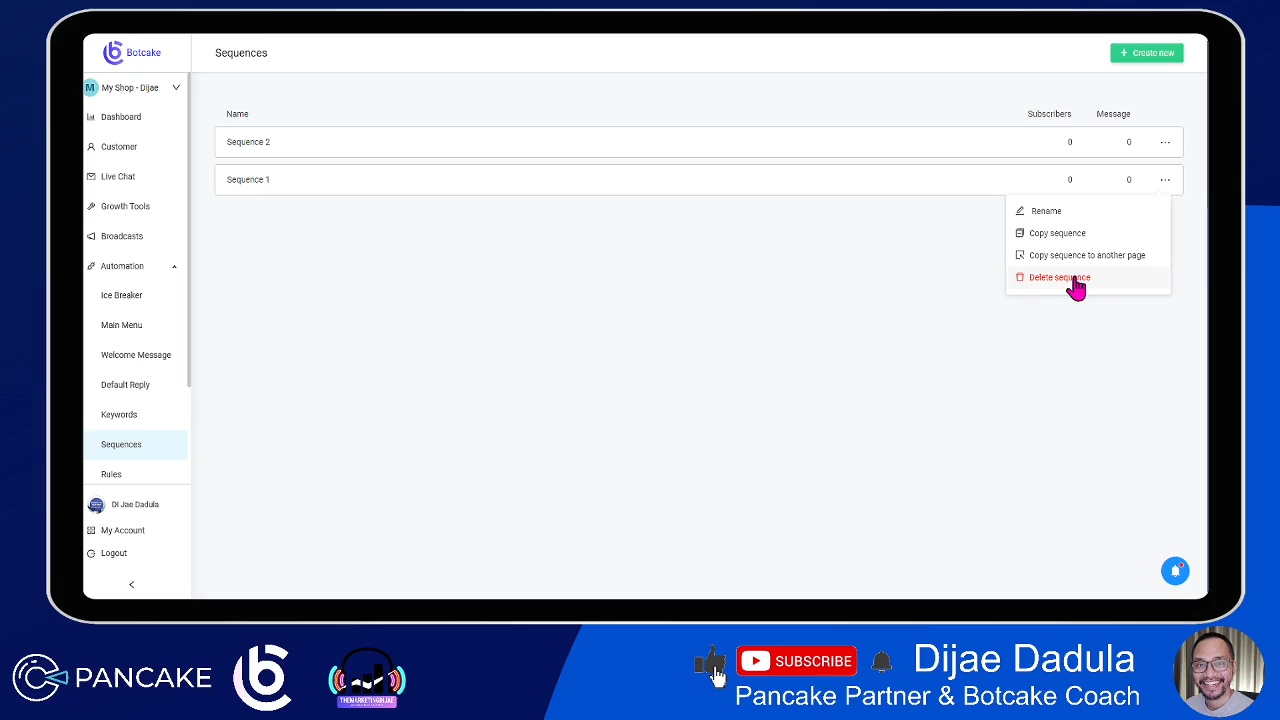 Botcake
Sequences
+ Create new
M My Shop - Dijae
Dashboard
Customer
Live Chat
Growth Tools
Broadcasts
Automation
Ice Breaker
Main Menu
Welcome Message
Default Reply
Keywords
Sequences
Rules
Di Jae Dadula
My Account
Logout
Name Subscribers Message
Sequence 2 0 0 ...
Sequence 1 0 0 ...
Rename
Copy sequence
Copy sequence to another page
Delete sequence
PANCAKE
THEMARKETINGDIJAE
SUBSCRIBE
Dijae Dadula
Pancake Partner & Botcake Coach